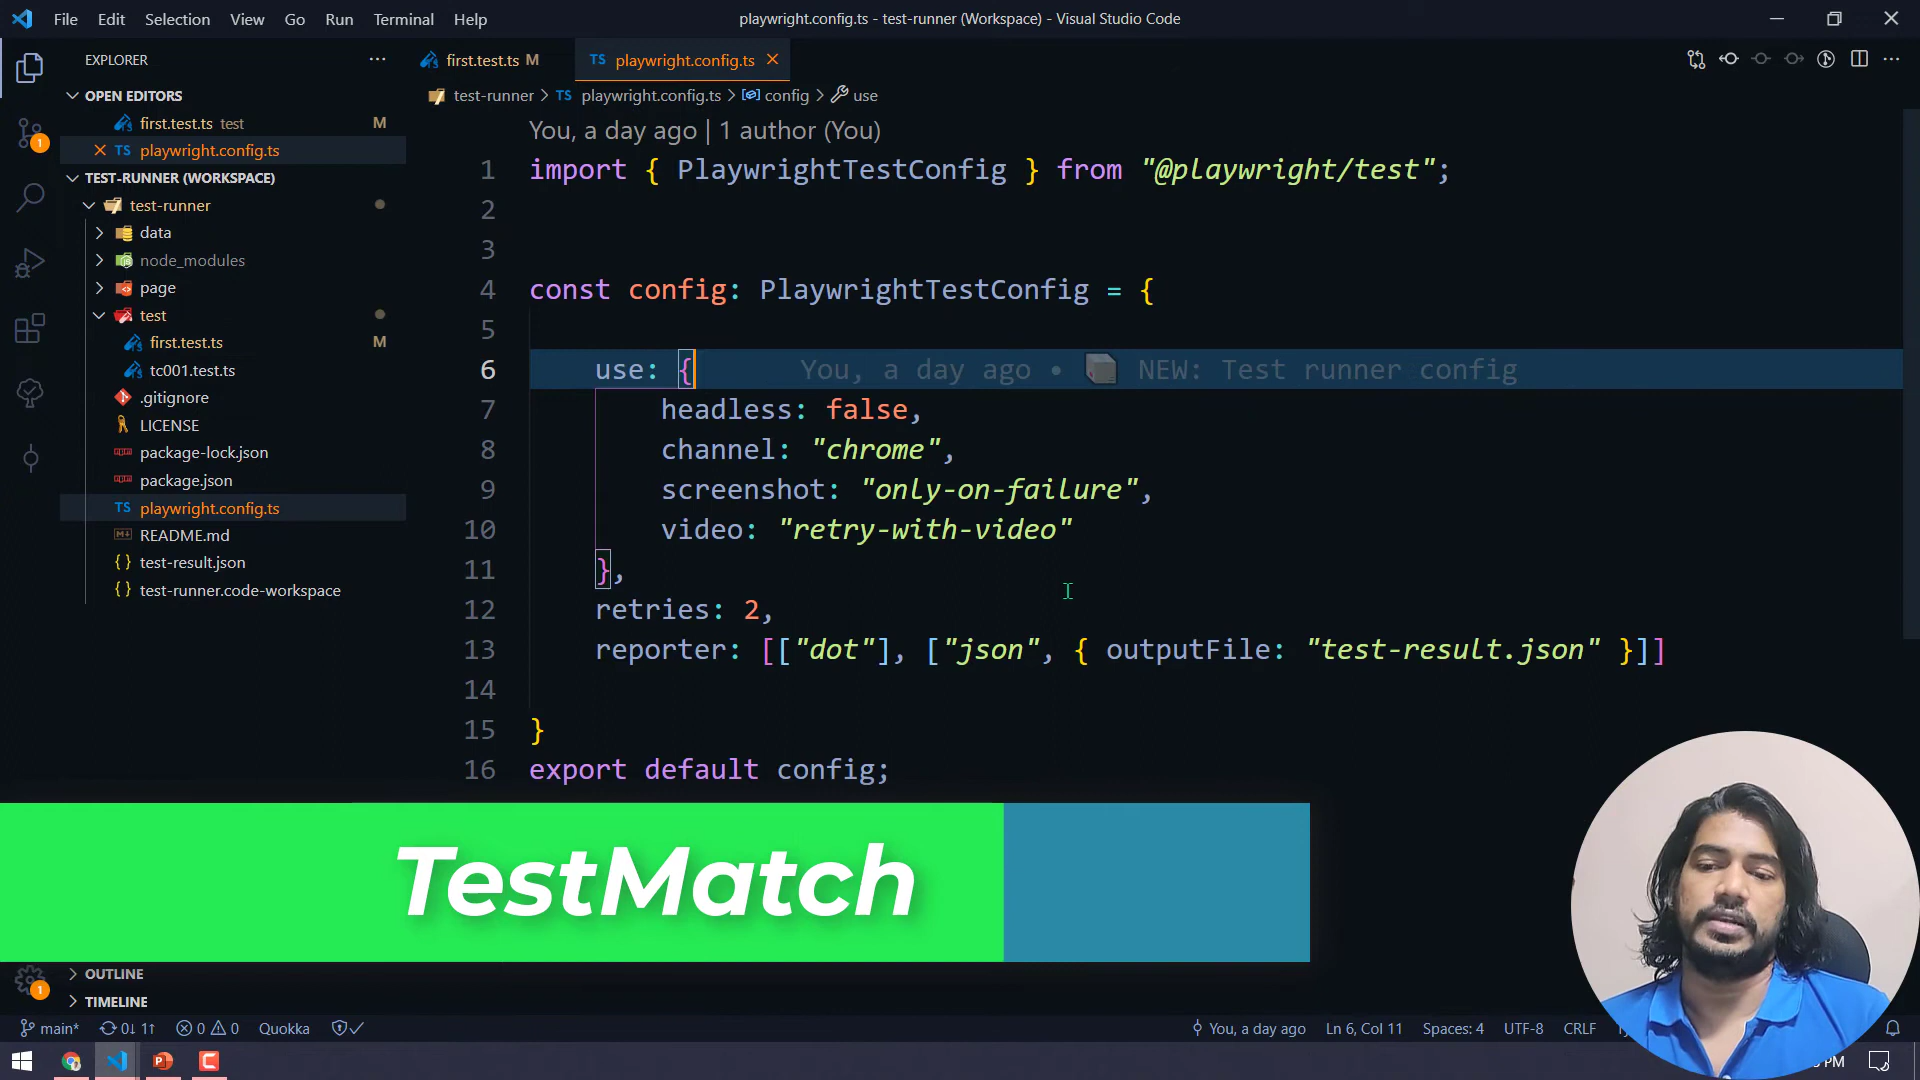 File Edit Selection View Go Run Terminal Help
playwright.config.ts - test-runner (Workspace) - Visual Studio Code
EXPLORER
OPEN EDITORS
first.test.ts test M
playwright.config.ts
TEST-RUNNER (WORKSPACE)
test-runner
data
node_modules
page
test
first.test.ts M
tc001.test.ts
.gitignore
LICENSE
package-lock.json
package.json
playwright.config.ts
README.md
test-result.json
test-runner.code-workspace
first.test.ts M
TS playwright.config.ts
test-runner > TS playwright.config.ts > config > use
You, a day ago | 1 author (You)
1 import { PlaywrightTestConfig } from "@playwright/test";
2
3
4 const config: PlaywrightTestConfig = {
5
6 use: { You, a day ago • NEW: Test runner config
7 headless: false,
8 channel: "chrome",
9 screenshot: "only-on-failure",
10 video: "retry-with-video"
11 },
12 retries: 2,
13 reporter: [["dot"], ["json", { outputFile: "test-result.json" }]]
14
15 }
16 export default config;
TestMatch
OUTLINE
TIMELINE
main* 0↓ 1↑ 0 0 Quokka
You, a day ago Ln 6, Col 11 Spaces: 4 UTF-8 CRLF
PM